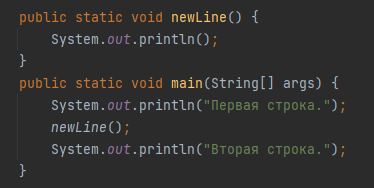 public static void newLine() {
    System.out.println();
}
public static void main(String[] args) {
    System.out.println("Первая строка.");
    newLine();
    System.out.println("Вторая строка.");
}